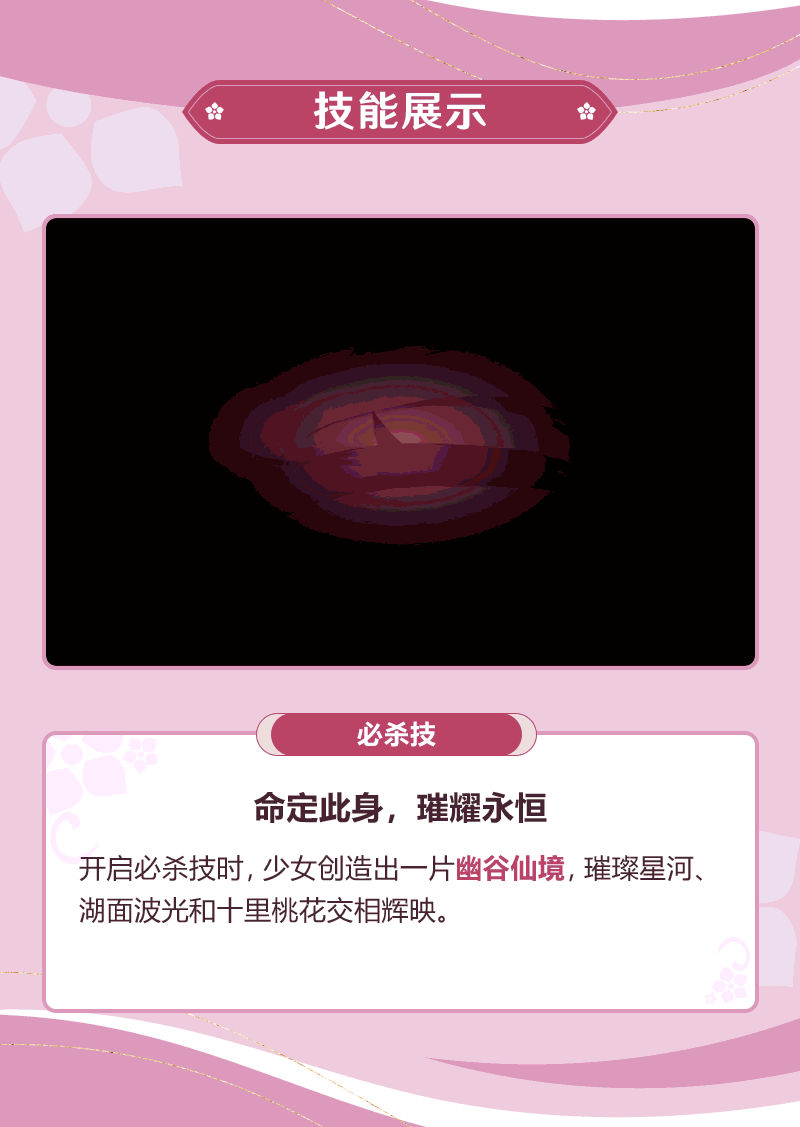 技能展示
必杀技
命定此身，璀耀永恒
开启必杀技时，少女创造出一片幽谷仙境，璀璨星河、
湖面波光和十里桃花交相辉映。